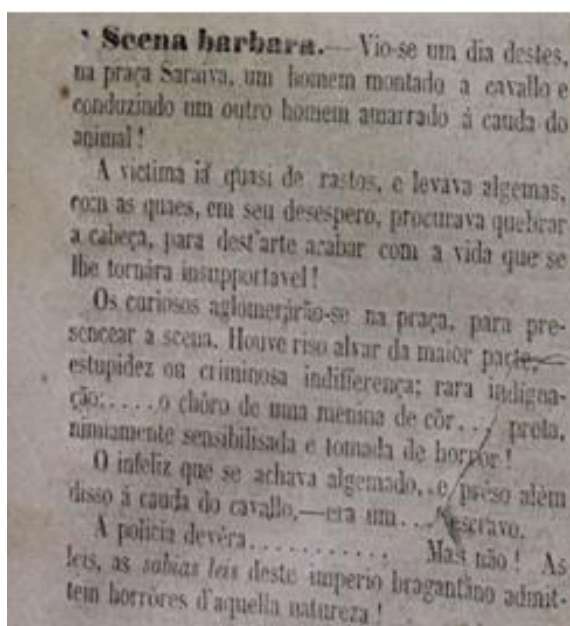 Scena barbara.— Vio-se um dia destes,
na praça Saraiva, um homem montado a cavallo e
conduzindo um outro homem amarrado á cauda do
animal!
A victima ia quasi de rastos, e levava algemas,
com as quaes, em seu desespero, procurava quebrar
a cabeça, para dest'arte acabar com a vida que se
lhe tornára insupportavel!
Os curiosos aglomerárão-se na praça, para pre-
sencear a scena. Houve riso alvar da maior parte,—
estupidez ou criminosa indifferença; rara indigna-
ção;.....o chôro de uma menina de côr... preta,
nimiamente sensibilisada e tomada de horror!
O infeliz que se achava algemado,..e prêso além
disso á cauda do cavallo,—era um... escravo.
A policia devêra............ Mas não! As
leis, as sabias leis deste imperio bragantino admit-
tem horrôres d'aquella natureza!